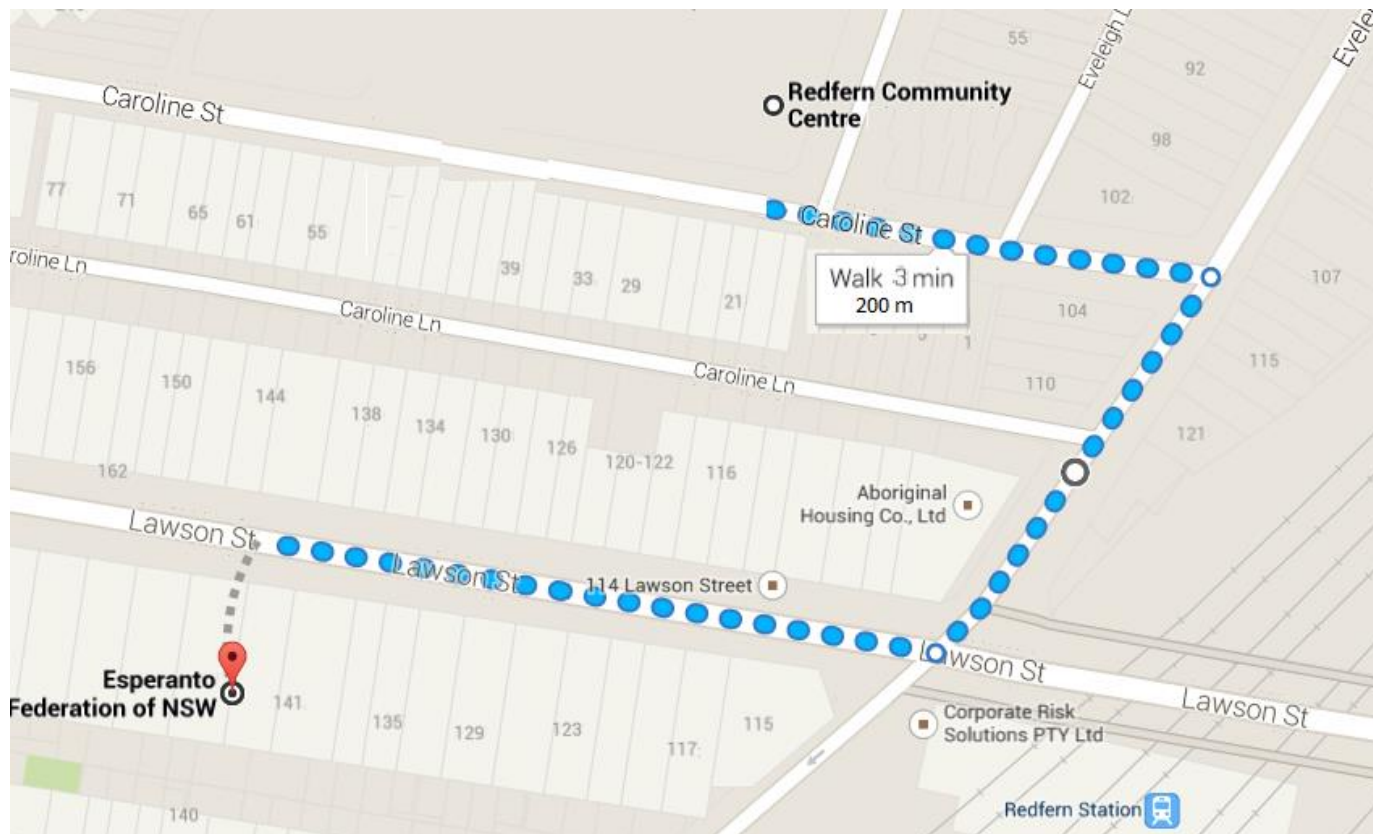 55
Eveleigh L
92
Evele
Redfern Community
Centre
Caroline St
98
77
71
65
61
55
102
Caroline St
39
33
29
21
Walk 3 min
200 m
107
roline Ln
Caroline Ln
104
1
115
Caroline Ln
110
156
150
144
138
134
130
126
120-122
116
121
162
Aboriginal
Housing Co., Ltd
Lawson St
Lawson St
114 Lawson Street
Lawson St
Lawson St
Esperanto
Federation of NSW
141
135
129
123
117
115
Corporate Risk
Solutions PTY Ltd
140
Redfern Station